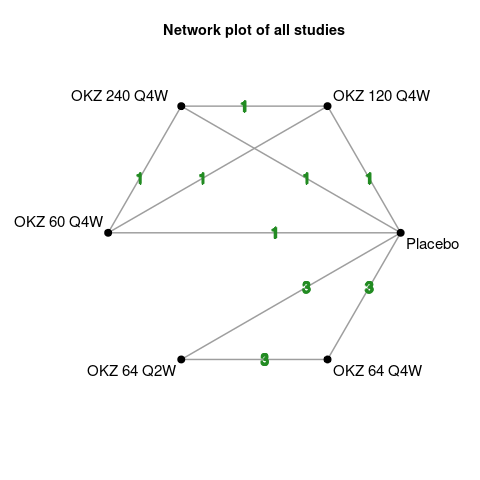 Network plot of all studies
OKZ 240 Q4W
OKZ 120 Q4W
1
1
1
1
1
OKZ 60 Q4W
1
Placebo
3
3
3
OKZ 64 Q2W
OKZ 64 Q4W